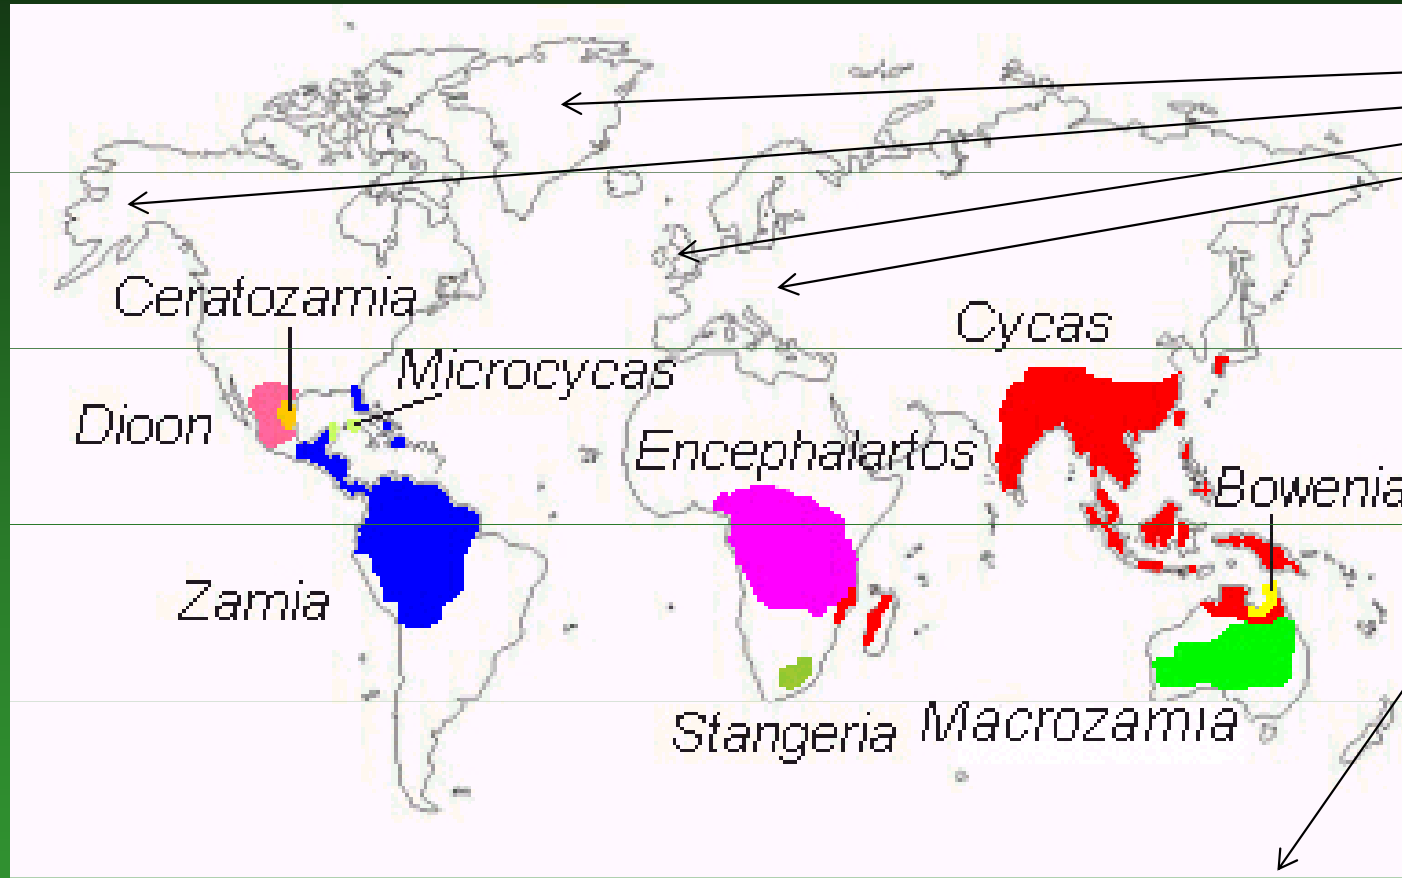 Ceratozamia
Cycas
Microcycas
Dioon
Encephalartos
Bowenia
Zamia
Stangeria
Macrozamia